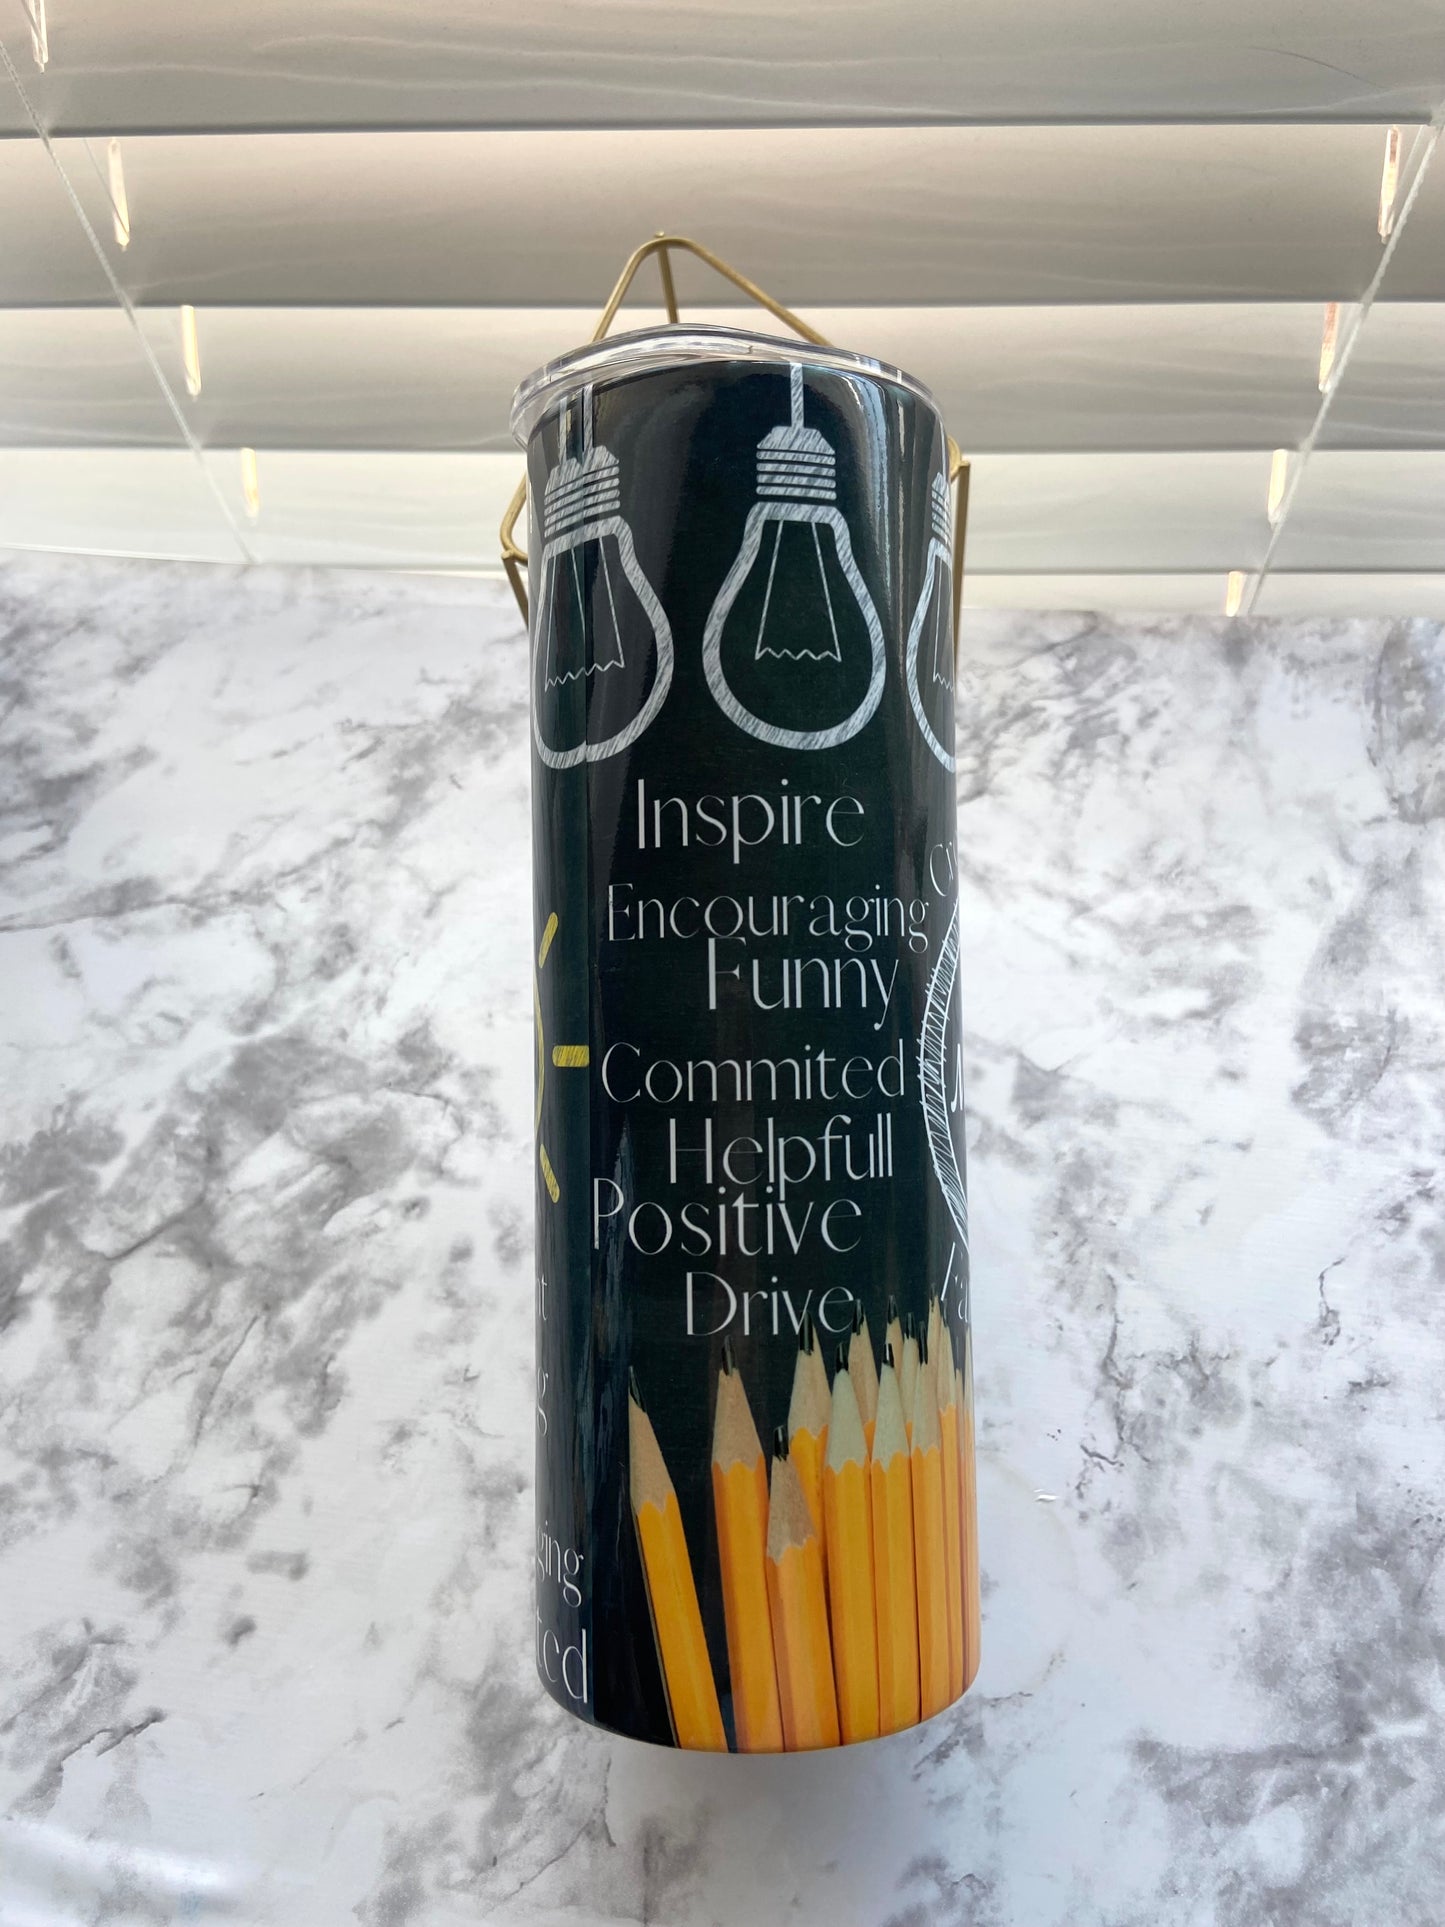 Inspire
Encouraging
Funny
Commited
Helpfull
Positive
Drive